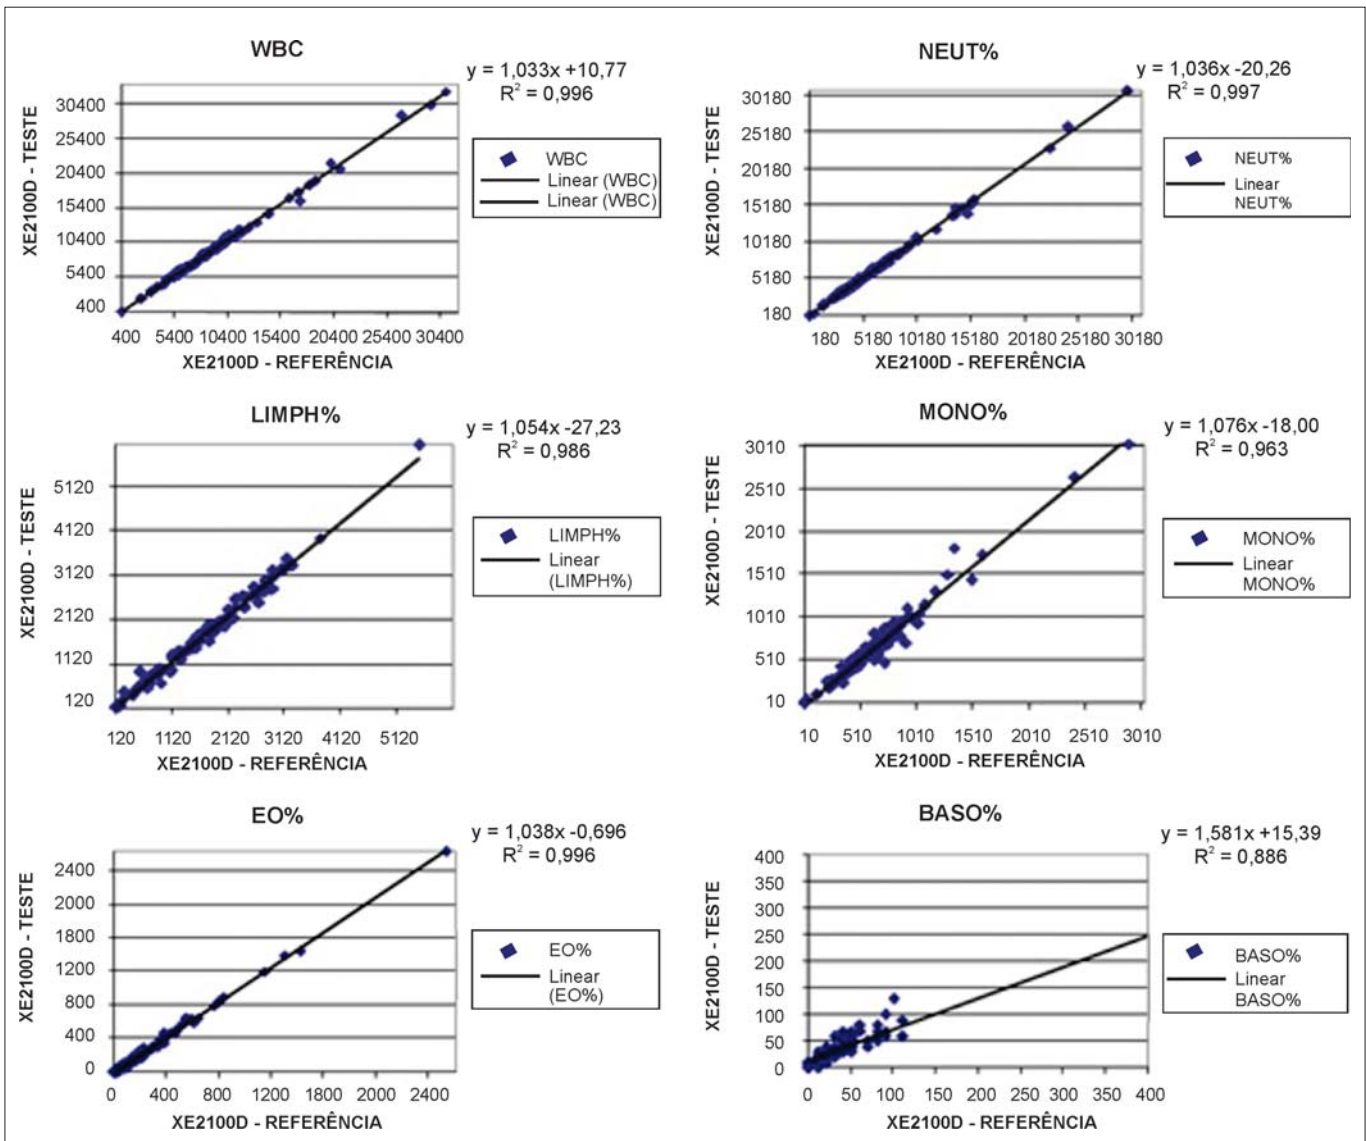 WBC
y = 1,033x +10,77
R² = 0,996
XE2100D - TESTE
30400
25400
20400
15400
10400
5400
400
400 5400 10400 15400 20400 25400 30400
XE2100D - REFERÊNCIA
WBC
Linear (WBC)
Linear (WBC)
NEUT%
y = 1,036x -20,26
R² = 0,997
XE2100D - TESTE
30180
25180
20180
15180
10180
5180
180
180 5180 10180 15180 20180 25180 30180
XE2100D - REFERÊNCIA
NEUT%
Linear
NEUT%
LIMPH%
y = 1,054x -27,23
R² = 0,986
XE2100D - TESTE
5120
4120
3120
2120
1120
120
120 1120 2120 3120 4120 5120
XE2100D - REFERÊNCIA
LIMPH%
Linear
(LIMPH%)
MONO%
y = 1,076x -18,00
R² = 0,963
XE2100D - TESTE
3010
2510
2010
1510
1010
510
10
10 510 1010 1510 2010 2510 3010
XE2100D - REFERÊNCIA
MONO%
Linear
MONO%
EO%
y = 1,038x -0,696
R² = 0,996
XE2100D - TESTE
2400
2000
1800
1200
800
400
0
0 400 800 1200 1800 2000 2400
XE2100D - REFERÊNCIA
EO%
Linear
(EO%)
BASO%
y = 1,581x +15,39
R² = 0,886
XE2100D - TESTE
400
350
300
250
200
150
100
50
0
0 50 100 150 200 250 300 350 400
XE2100D - REFERÊNCIA
BASO%
Linear
BASO%